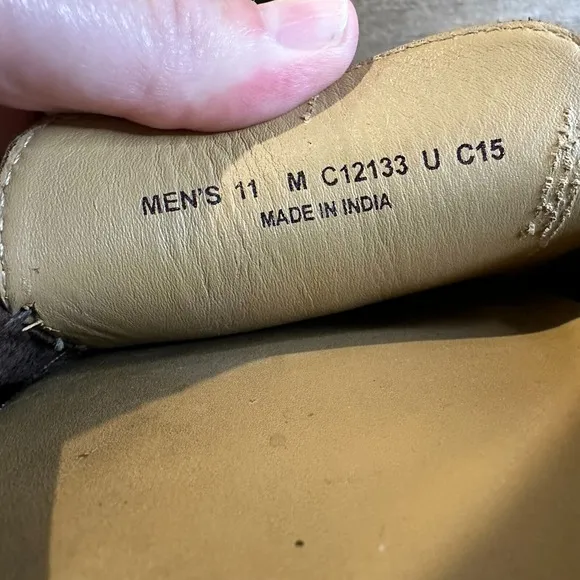 MEN'S 11 M C12133 U C15
MADE IN INDIA